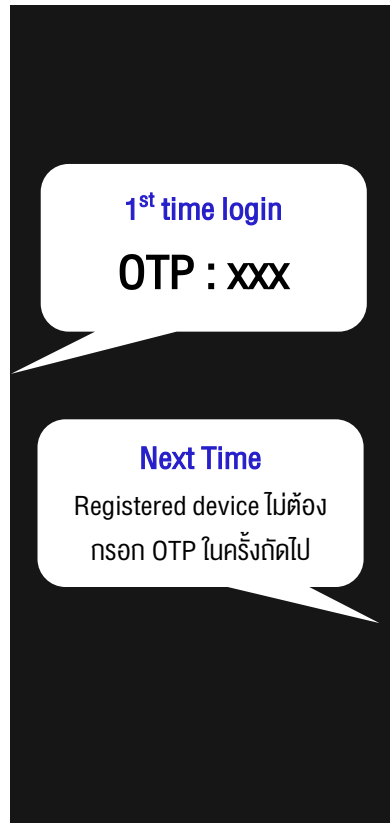 1st time login
OTP : xxx
Next Time
Registered device ไม่ต้อง
กรอก OTP ในครั้งถัดไป